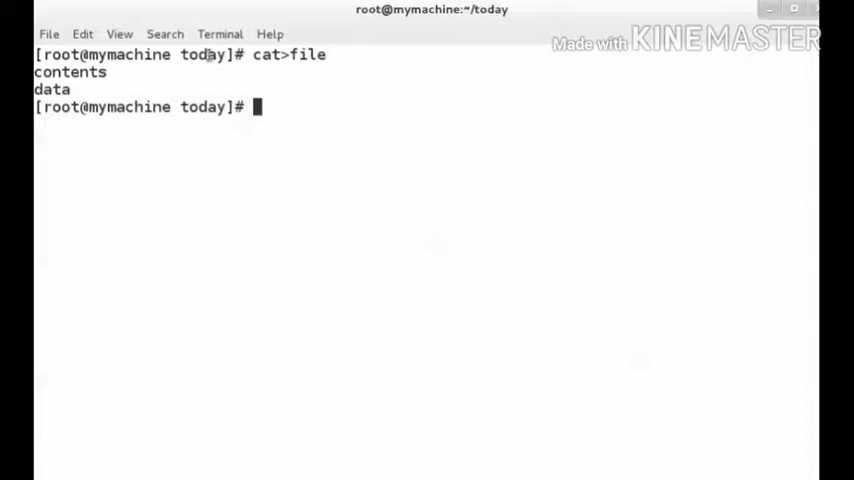 root@mymachine:~/today
File Edit View Search Terminal Help
Made with KINEMASTER
[root@mymachine today]# cat>file
contents
data
[root@mymachine today]#